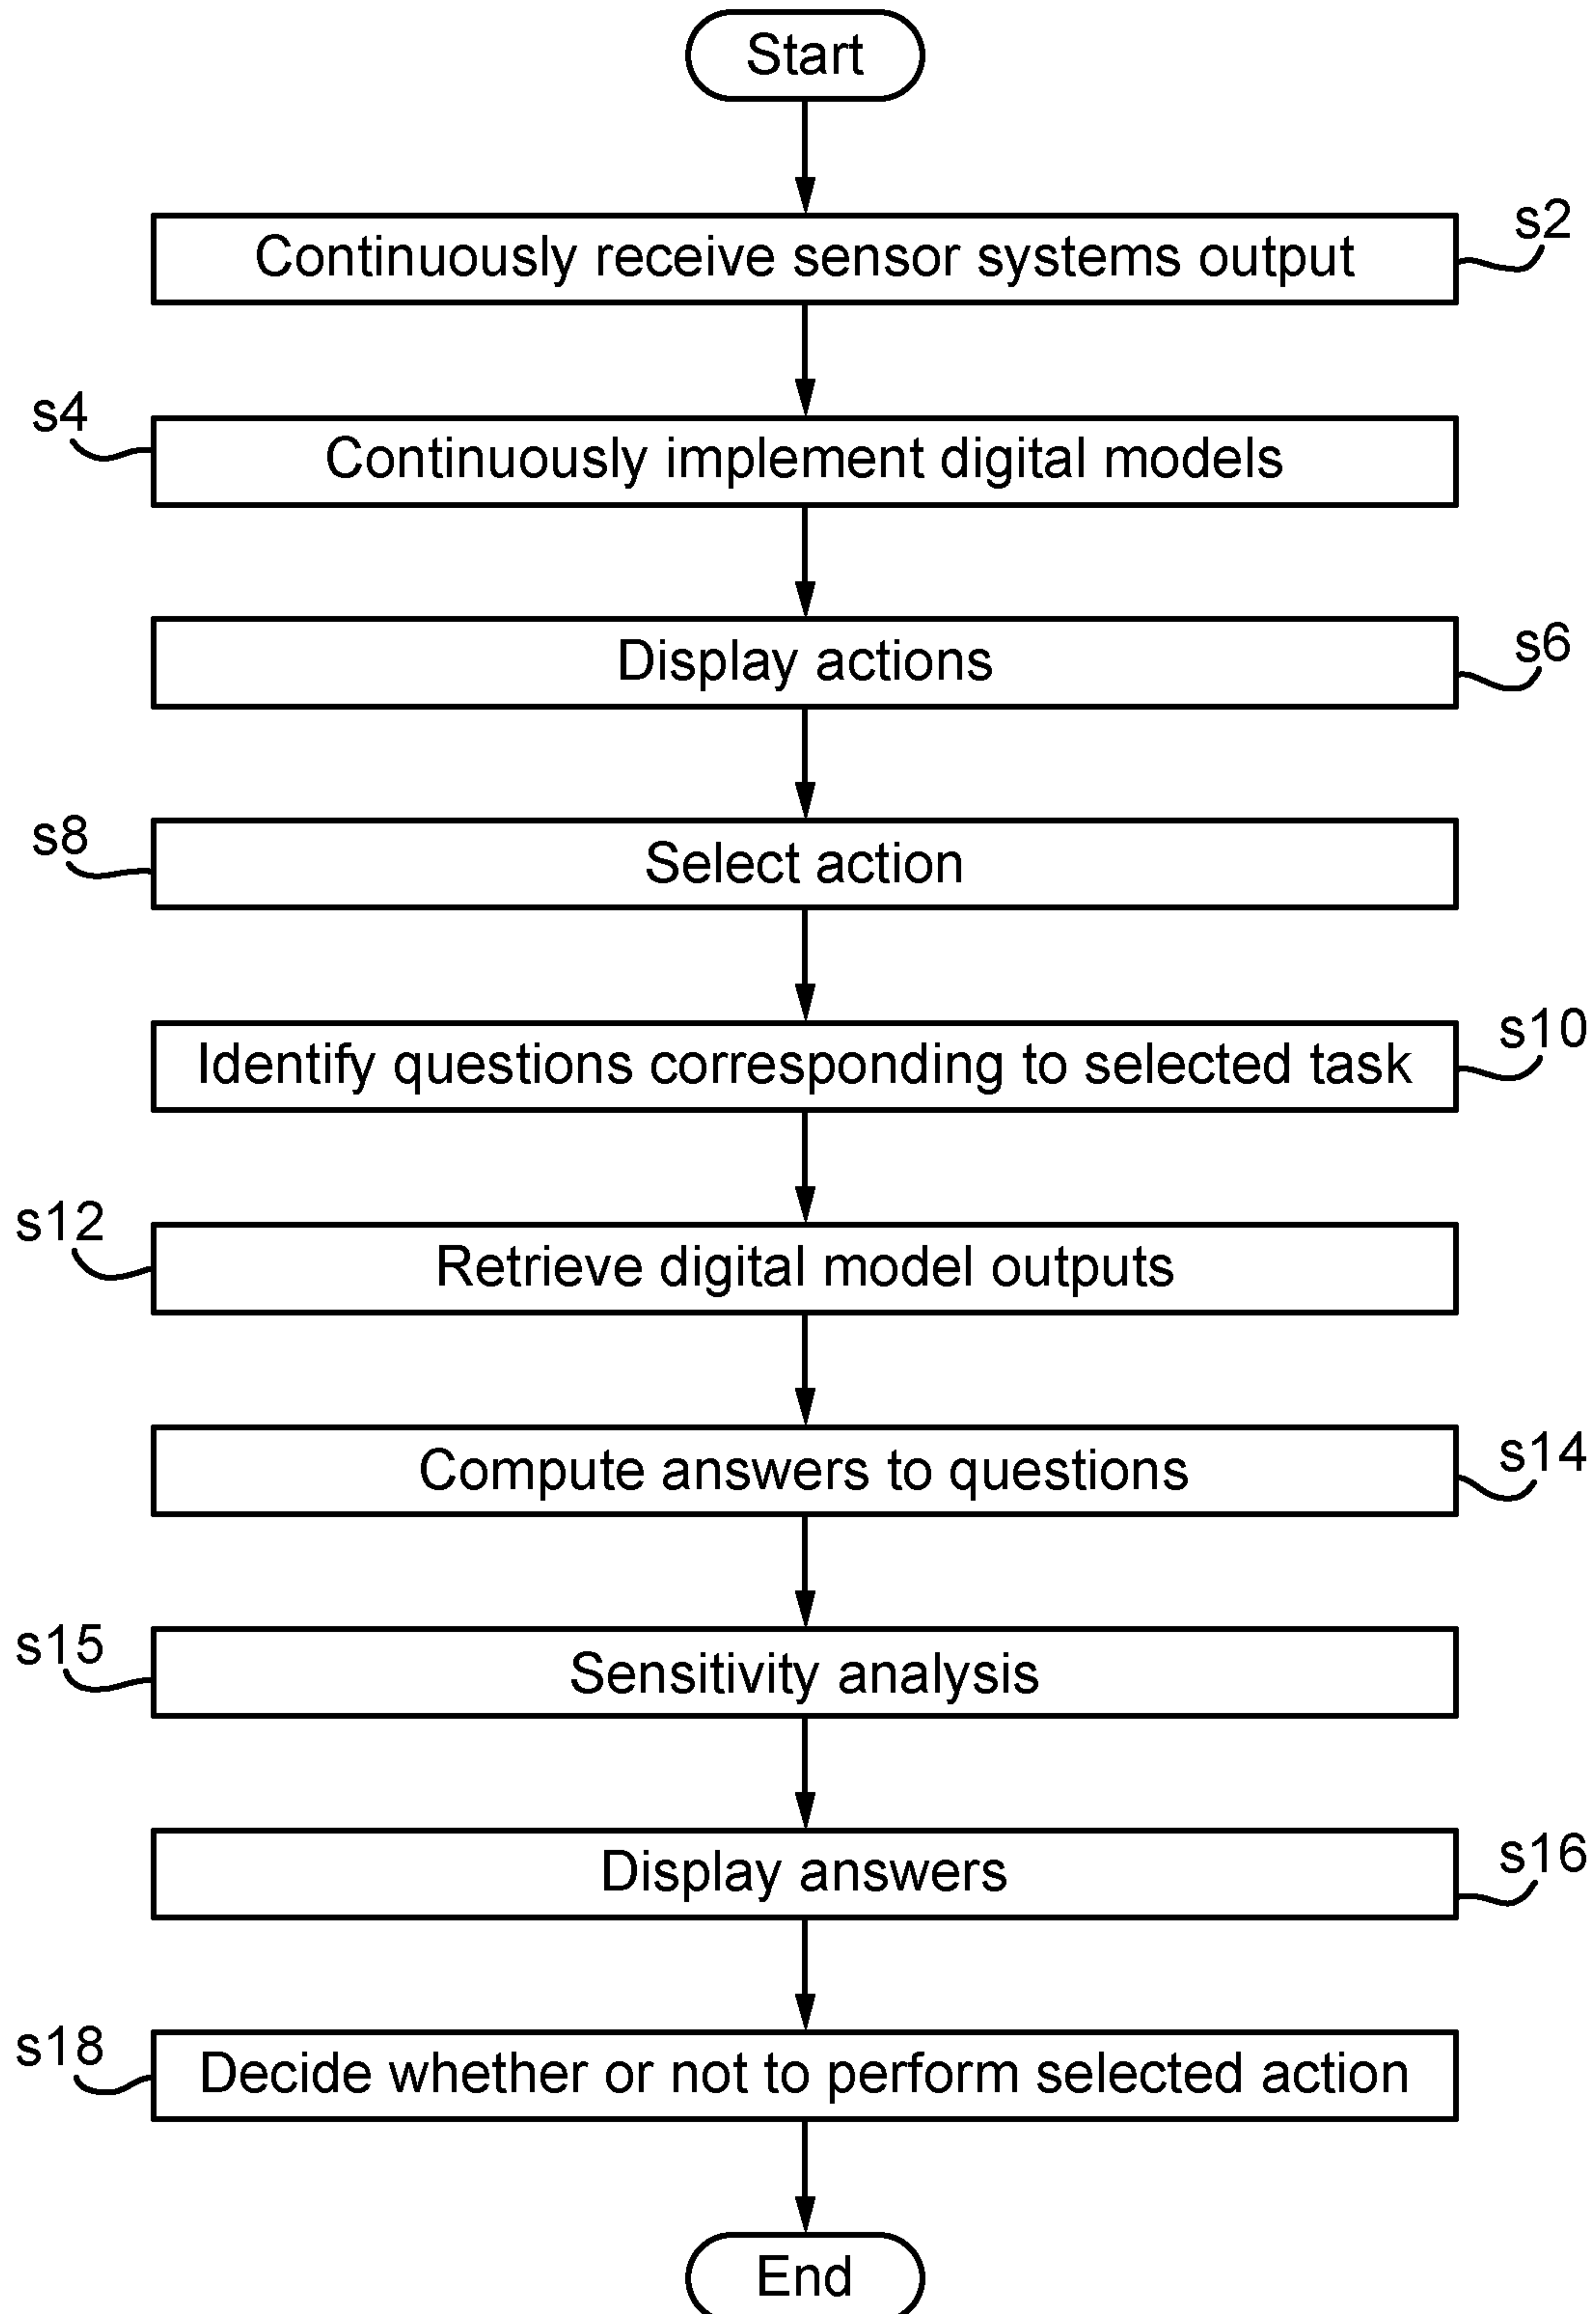 Start
Continuously receive sensor systems output
s2
s4
Continuously implement digital models
Display actions
s6
s8
Select action
Identify questions corresponding to selected task
s10
s12
Retrieve digital model outputs
Compute answers to questions
s14
s15
Sensitivity analysis
Display answers
s16
s18
Decide whether or not to perform selected action
End